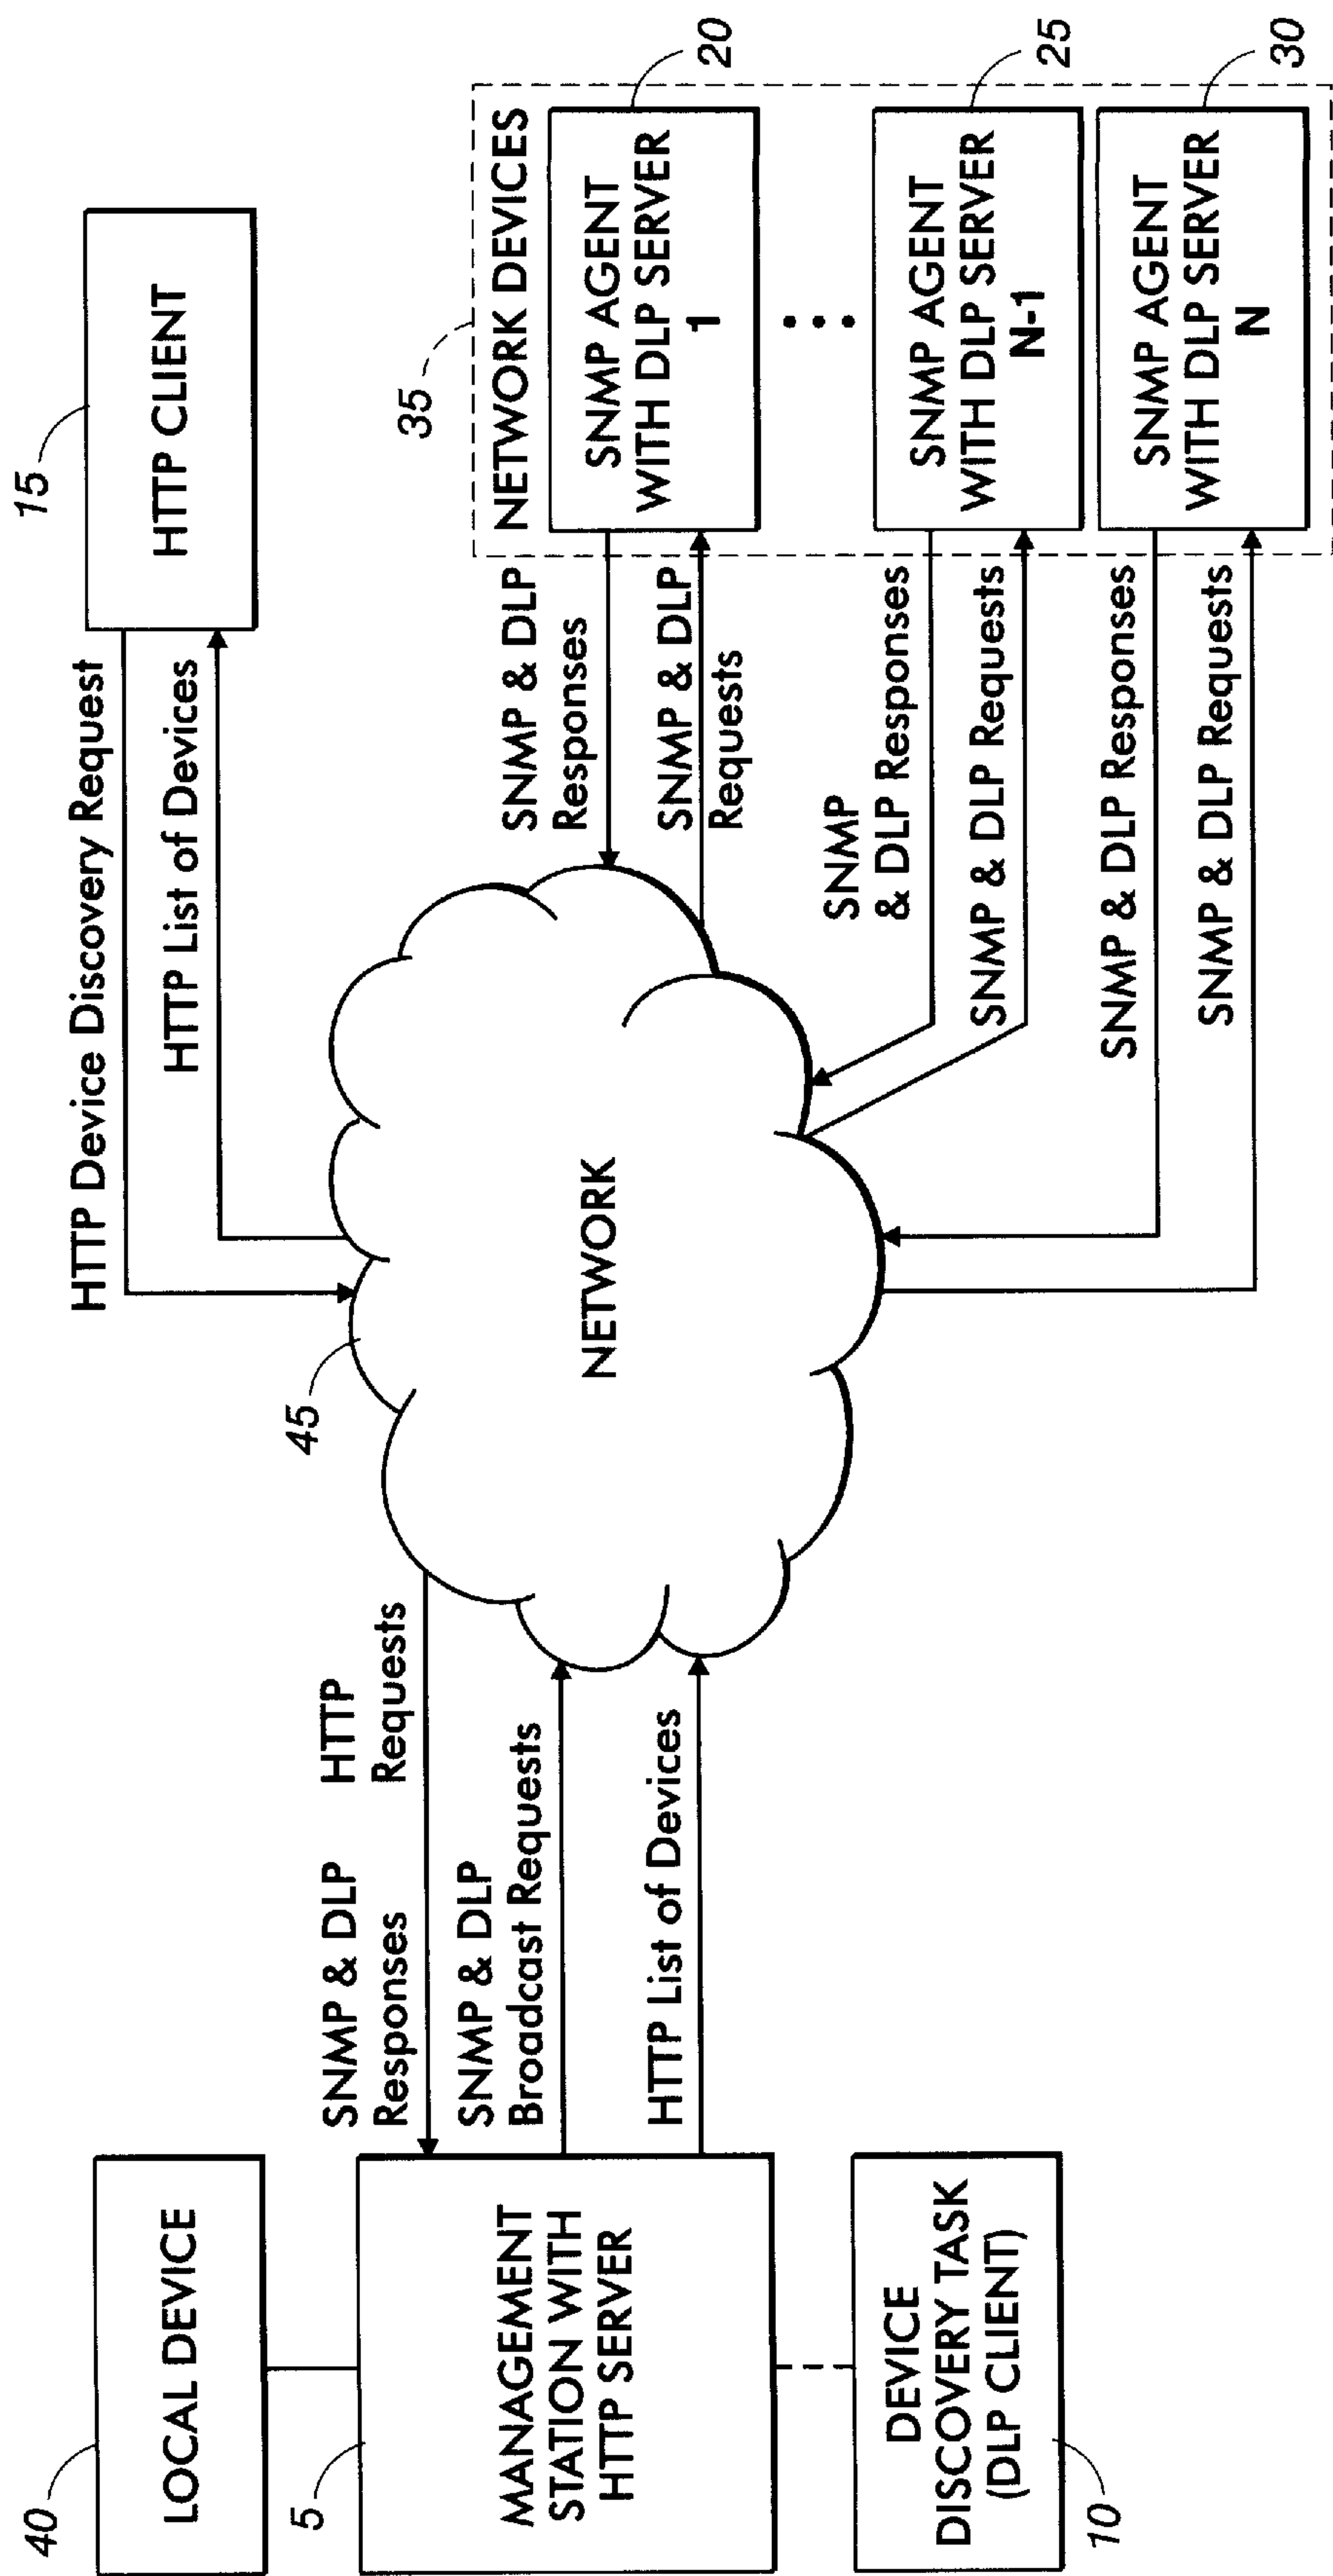 40
LOCAL DEVICE
5
MANAGEMENT
STATION WITH
HTTP SERVER
DEVICE
DISCOVERY TASK
(DLP CLIENT)
10
SNMP & DLP
Responses
HTTP
Requests
SNMP & DLP
Broadcast Requests
HTTP List of Devices
45
NETWORK
HTTP Device Discovery Request
HTTP List of Devices
15
HTTP CLIENT
SNMP & DLP
Responses
SNMP & DLP
Requests
SNMP
& DLP Responses
SNMP & DLP Requests
SNMP & DLP Responses
SNMP & DLP Requests
35
NETWORK DEVICES
SNMP AGENT
WITH DLP SERVER
1
20
...
SNMP AGENT
WITH DLP SERVER
N-1
25
SNMP AGENT
WITH DLP SERVER
N
30